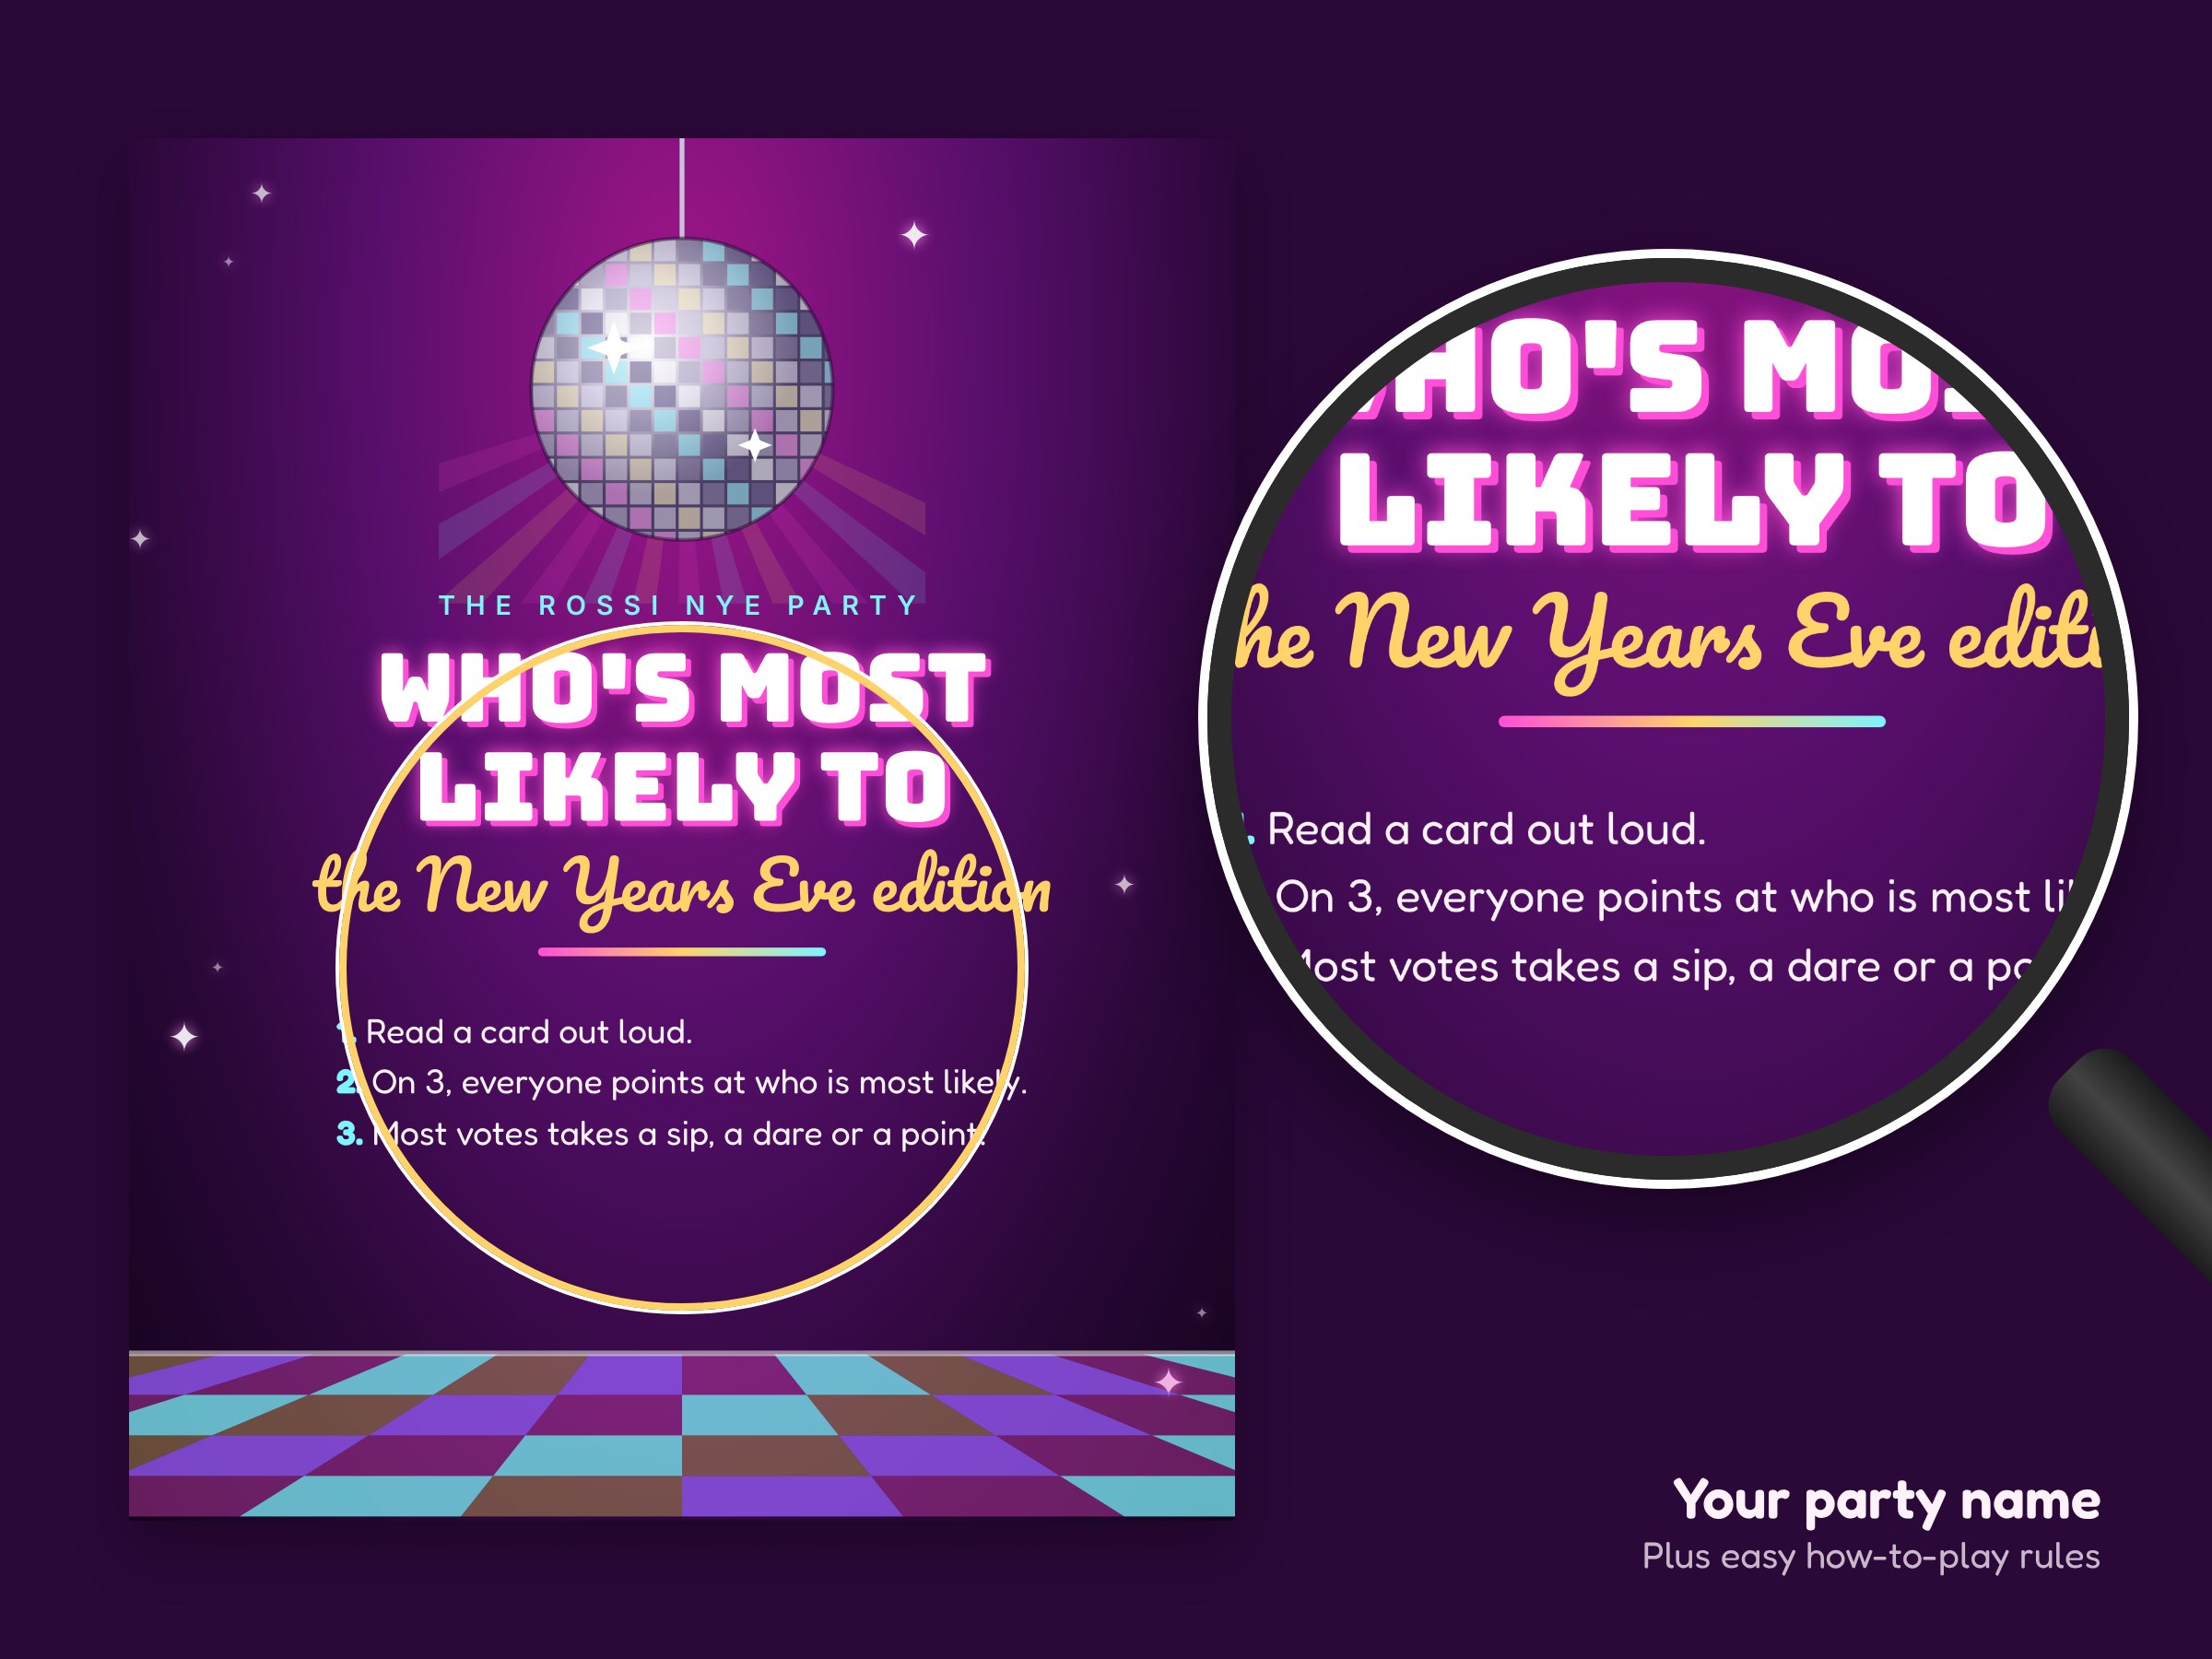 THE ROSSI NYE PARTY
WHO'S MOST
LIKELY TO
the New Years Eve edition
1. Read a card out loud.
2. On 3, everyone points at who is most likely.
3. Most votes takes a sip, a dare or a point.
HO'S MOS
LIKELY TO
he New Years Eve editi
. Read a card out loud.
On 3, everyone points at who is most li
Most votes takes a sip, a dare or a po
Your party name
Plus easy how-to-play rules